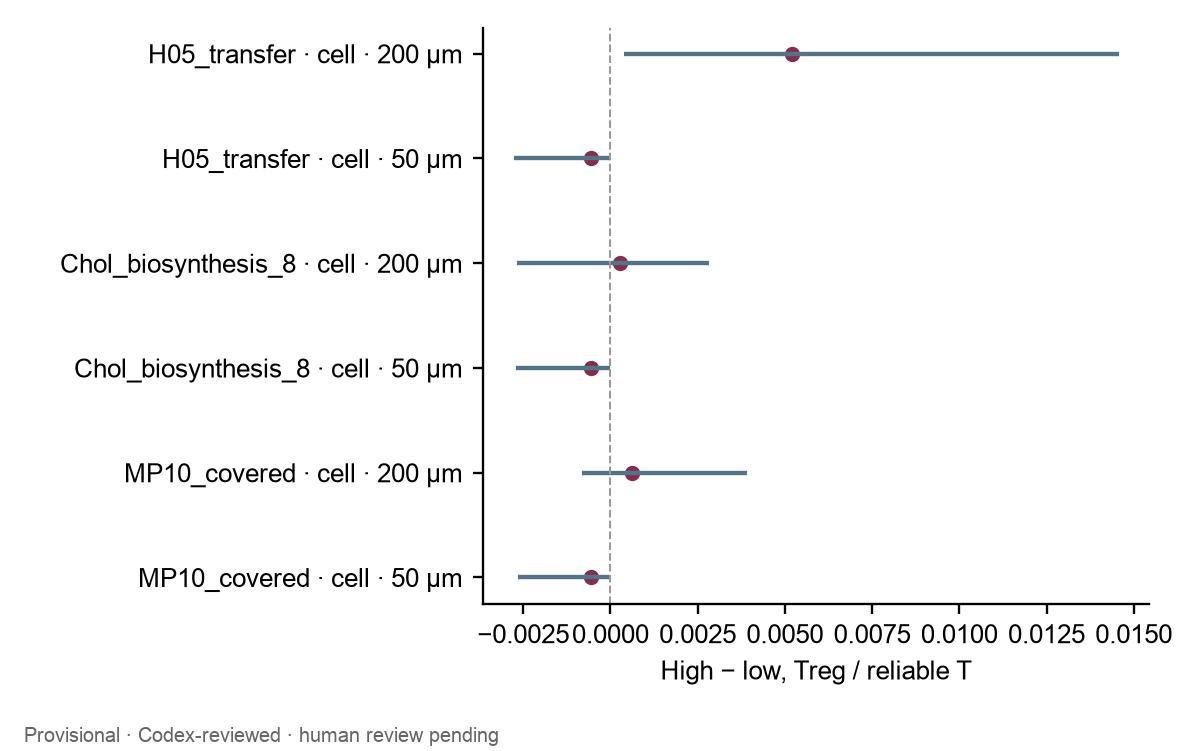 H05_transfer · cell · 200 µm
H05_transfer · cell · 50 µm
Chol_biosynthesis_8 · cell · 200 µm
Chol_biosynthesis_8 · cell · 50 µm
MP10_covered · cell · 200 µm
MP10_covered · cell · 50 µm
−0.0025 0.0000 0.0025 0.0050 0.0075 0.0100 0.0125 0.0150
High − low, Treg / reliable T
Provisional · Codex-reviewed · human review pending